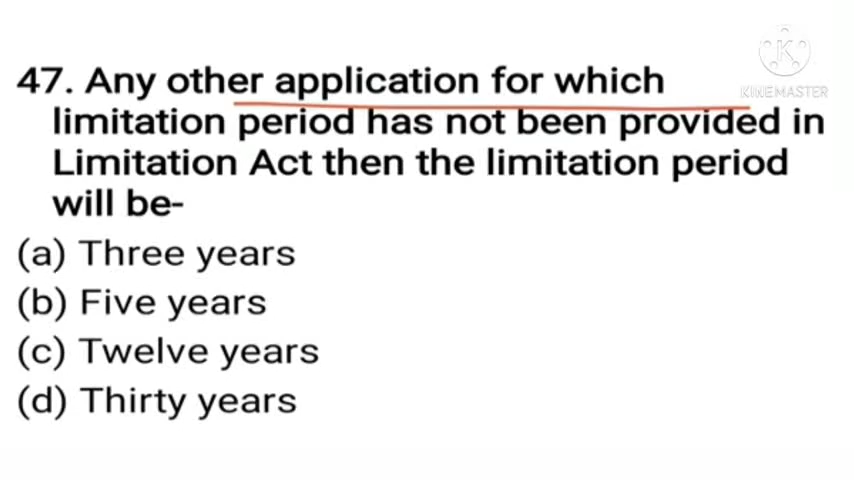 47. Any other application for which
limitation period has not been provided in
Limitation Act then the limitation period
will be-
(a) Three years
(b) Five years
(c) Twelve years
(d) Thirty years
K
KINEMASTER